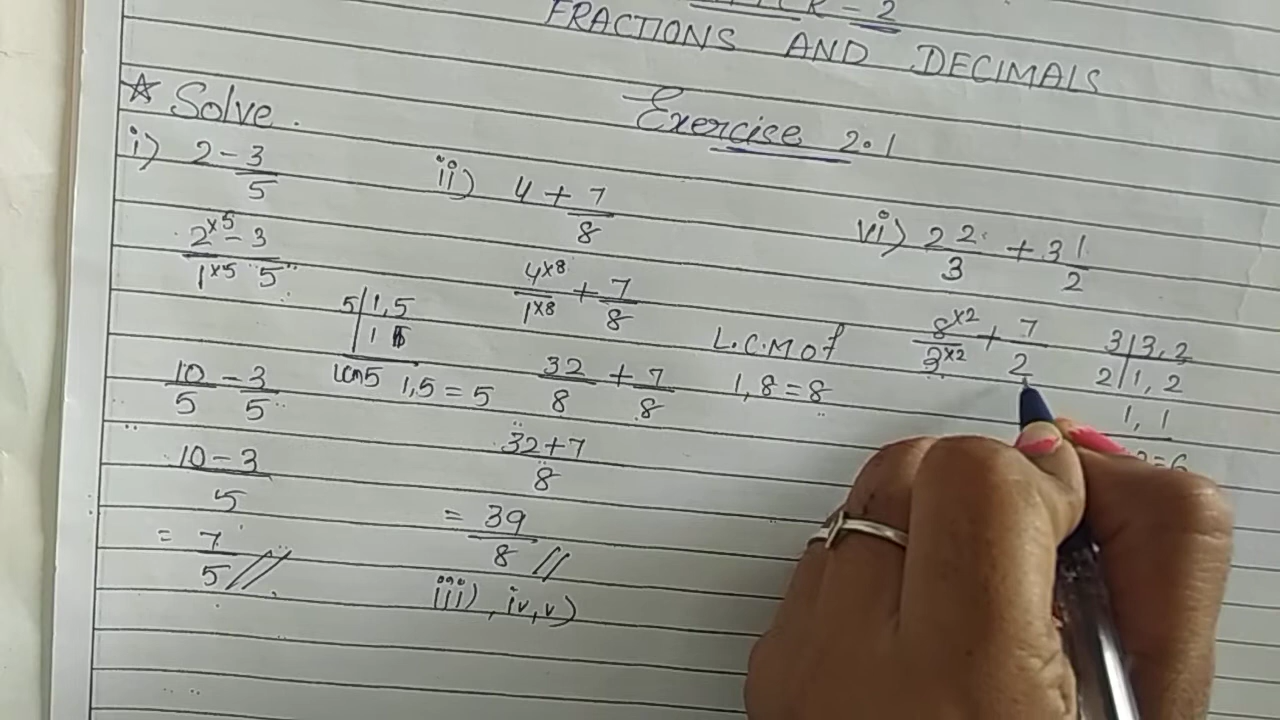 - 2
FRACTIONS AND DECIMALS
Exercise 2.1
☆ Solve.
i) 2 - 3/5
2×5/1×5 - 3/5
5 | 1, 5
1
1, 5 = 5
10/5 - 3/5
10 - 3/5
= 7/5 //
ii) 4 + 7/8
4×8/1×8 + 7/8
L.C.M of
1, 8 = 8
32/8 + 7/8
32+7/8
= 39/8 //
iii), iv, v)
vi) 2 2/3 + 3 1/2
8×2/3×2 + 7/2
3 | 3, 2
2 | 1, 2
1, 1
= 6